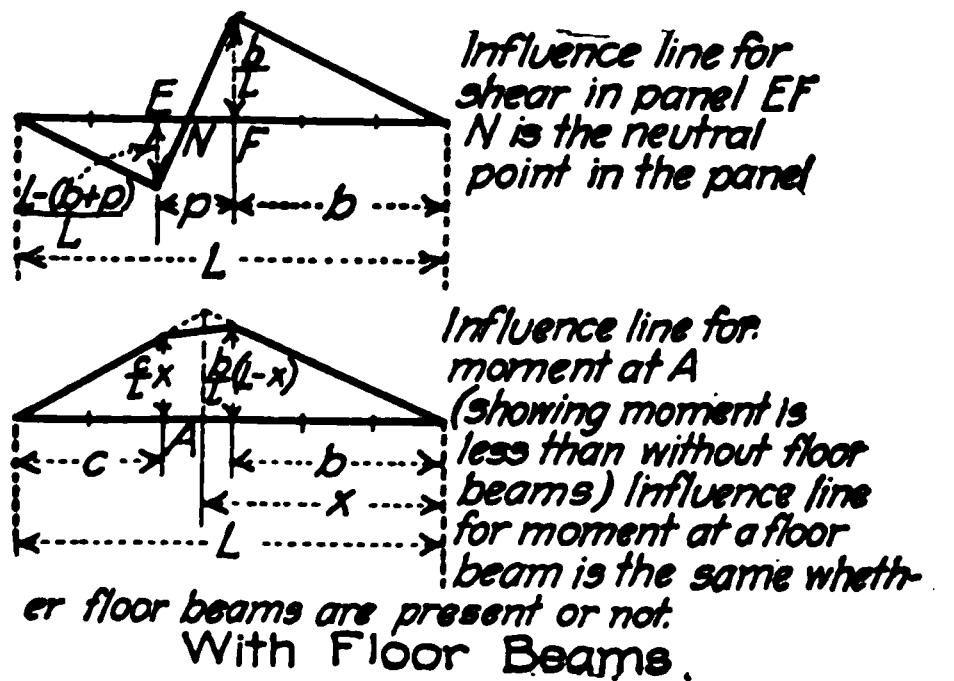 Influence line for
shear in panel EF
N is the neutral
point in the panel
b/L
E
N
F
L-(b+p)/L
p
b
L
Influence line for
moment at A
(showing moment is
less than without floor
beams) Influence line
for moment at a floor
beam is the same wheth-
er floor beams are present or not.
c/L x
b/L (L-x)
A
c
b
x
L
With Floor Beams.